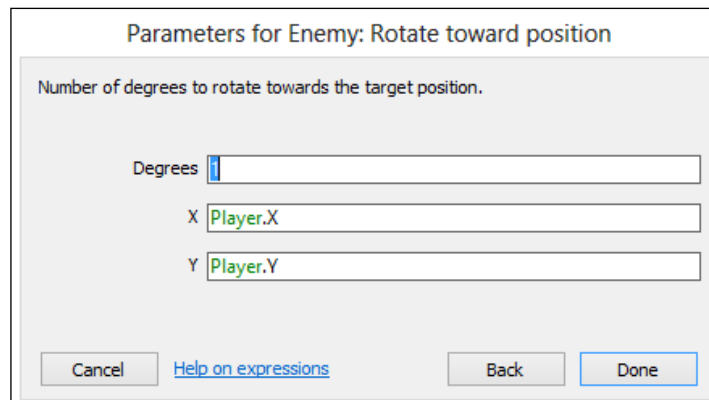 Parameters for Enemy: Rotate toward position
Number of degrees to rotate towards the target position.
Degrees 1
X Player.X
Y Player.Y
Cancel Help on expressions Back Done